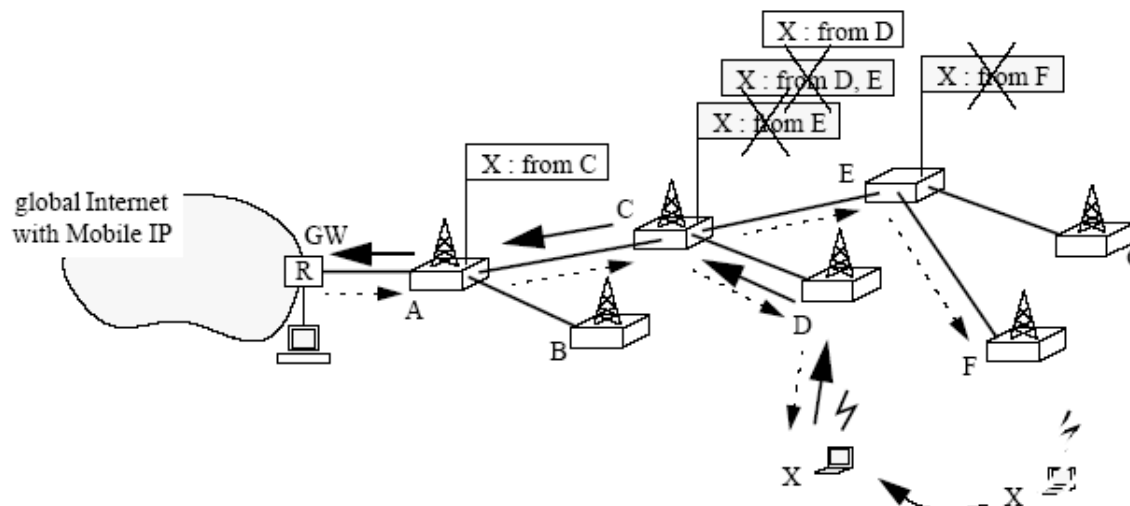 X : from D
X : from D, E
X : from F
X : from E
X : from C
E
global Internet
with Mobile IP
C
GW
R
A
D
B
F
X
X